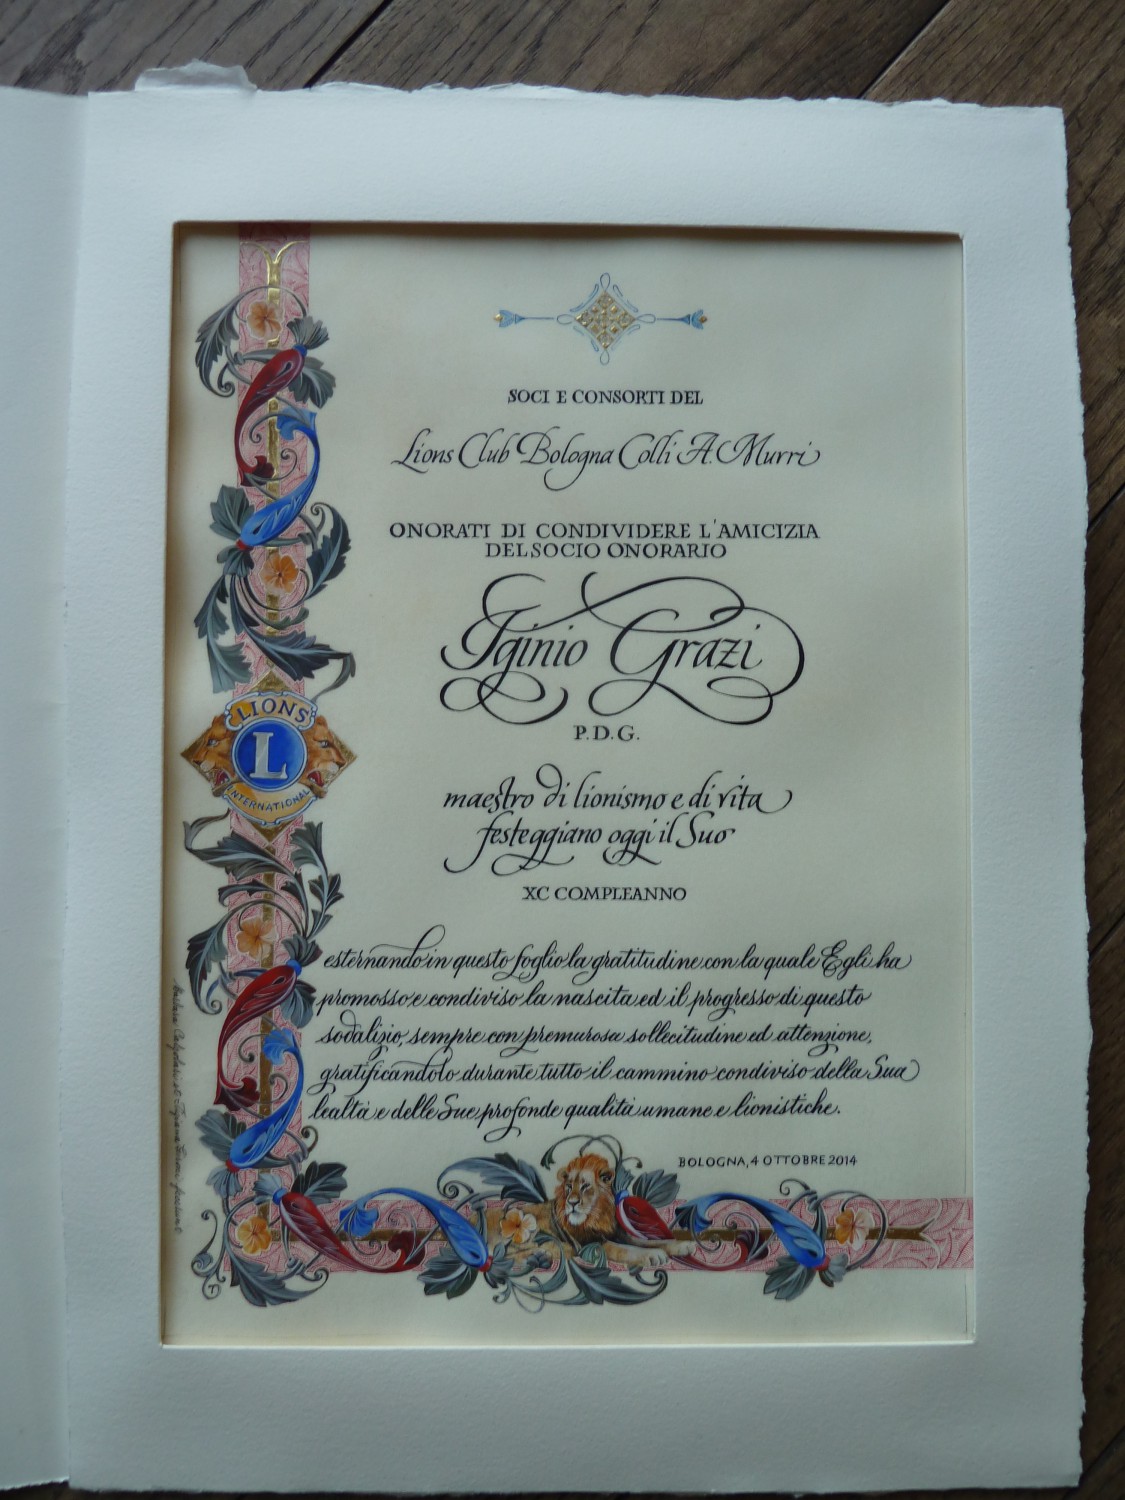 SOCI E CONSORTI DEL
Lions Club Bologna Colli A. Murri
ONORATI DI CONDIVIDERE L'AMICIZIA
DEL SOCIO ONORARIO
Iginio Grazi
P.D.G.
maestro di lionismo e di vita
festeggiano oggi il Suo
XC COMPLEANNO
esternando in questo foglio la gratitudine con la quale Egli ha
promosso e condiviso la nascita ed il progresso di questo
sodalizio, sempre con premurosa sollecitudine ed attenzione,
gratificandolo durante tutto il cammino condiviso della Sua
lealtà e delle Sue profonde qualità umane e lionistiche.
BOLOGNA, 4 OTTOBRE 2014
LIONS
L
INTERNATIONAL